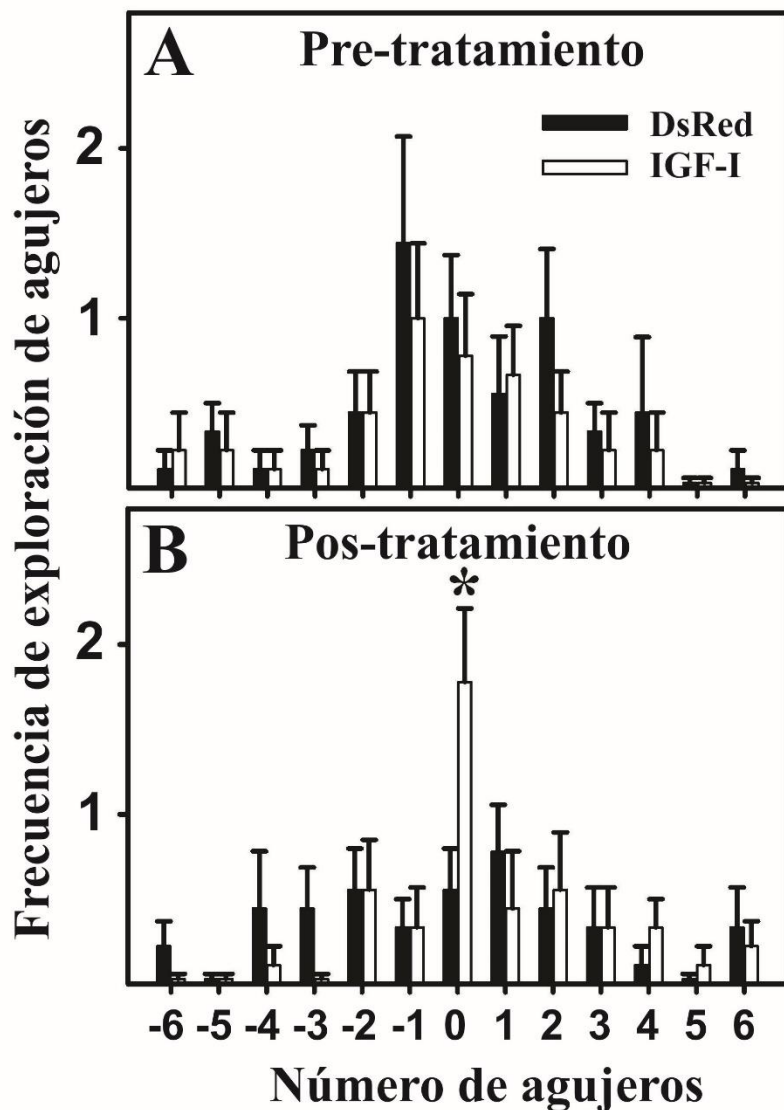 Frecuencia de exploración de agujeros
A
Pre-tratamiento
DsRed
IGF-I
2
1
B
Pos-tratamiento
*
2
1
-6 -5 -4 -3 -2 -1 0 1 2 3 4 5 6
Número de agujeros